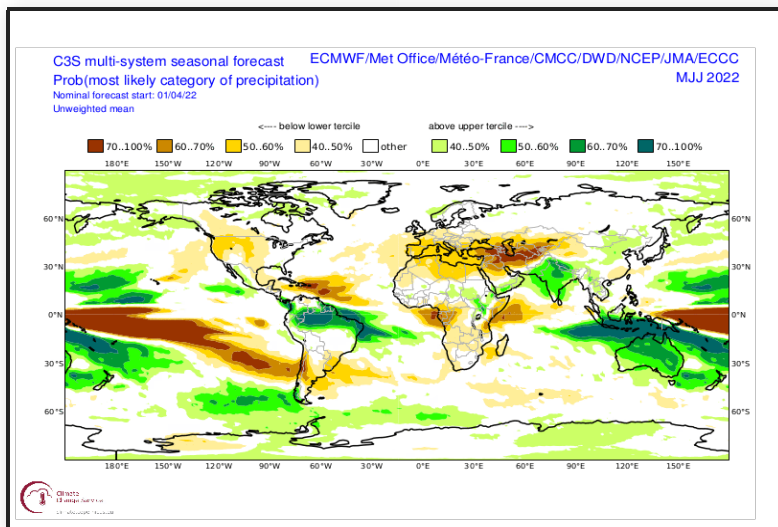 C3S multi-system seasonal forecast ECMWF/Met Office/Météo-France/CMCC/DWD/NCEP/JMA/ECCC
Prob(most likely category of precipitation) MJJ 2022
Nominal forecast start: 01/04/22
Unweighted mean
<---- below lower tercile above upper tercile ---->
70..100% 60..70% 50..60% 40..50% other 40..50% 50..60% 60..70% 70..100%
180°E 150°W 120°W 90°W 60°W 30°W 0°E 30°E 60°E 90°E 120°E 150°E
60°N 60°N
30°N 30°N
0°N 0°N
30°S 30°S
60°S 60°S
180°E 150°W 120°W 90°W 60°W 30°W 0°E 30°E 60°E 90°E 120°E 150°E
Climate
Change Service